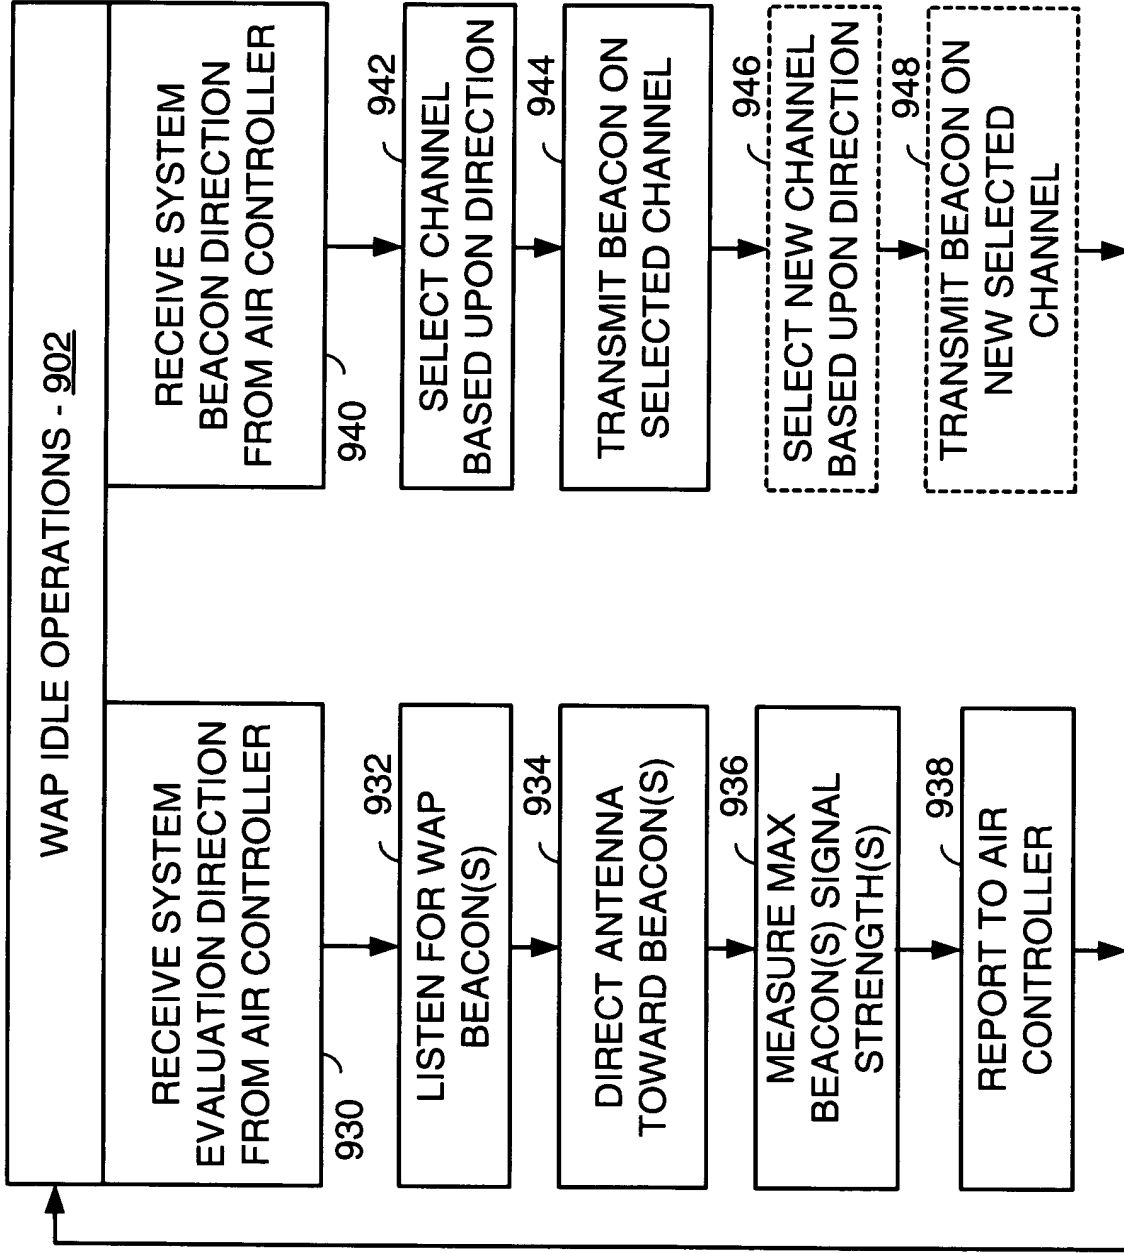 WAP IDLE OPERATIONS - 902
RECEIVE SYSTEM
EVALUATION DIRECTION
FROM AIR CONTROLLER
930
932
LISTEN FOR WAP
BEACON(S)
934
DIRECT ANTENNA
TOWARD BEACON(S)
936
MEASURE MAX
BEACON(S) SIGNAL
STRENGTH(S)
938
REPORT TO AIR
CONTROLLER
RECEIVE SYSTEM
BEACON DIRECTION
FROM AIR CONTROLLER
940
942
SELECT CHANNEL
BASED UPON DIRECTION
944
TRANSMIT BEACON ON
SELECTED CHANNEL
946
SELECT NEW CHANNEL
BASED UPON DIRECTION
948
TRANSMIT BEACON ON
NEW SELECTED
CHANNEL